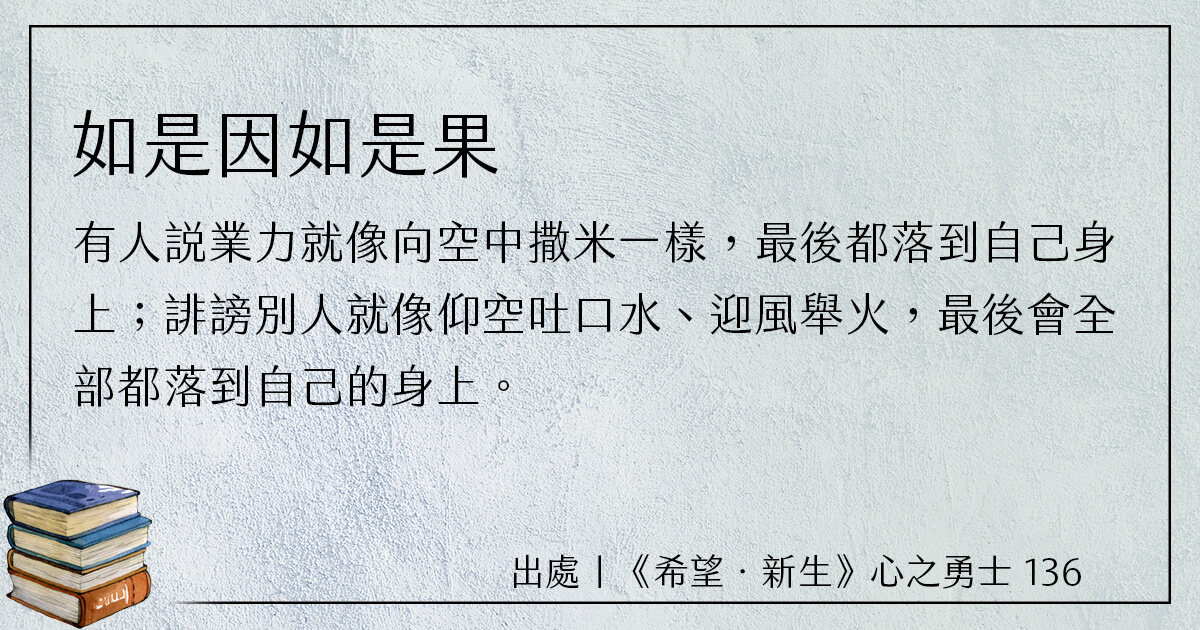 如是因如是果
有人説業力就像向空中撒米一樣，最後都落到自己身
上；誹謗別人就像仰空吐口水、迎風舉火，最後會全
部都落到自己的身上。
出處丨《希望．新生》心之勇士 136